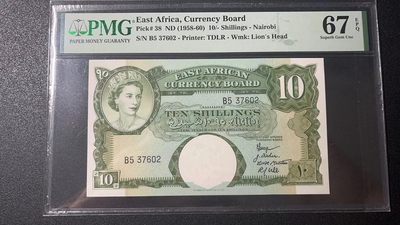 PMG
PAPER MONEY GUARANTY
East Africa, Currency Board
Pick# 38 ND (1958-60) 10/- Shillings - Nairobi
S/N B5 37602 - Printer: TDLR - Wmk: Lion's Head
67 EPQ
Superb Gem Unc
EAST AFRICAN
CURRENCY BOARD
10
B5 37602
TEN SHILLINGS
B5 37602
10